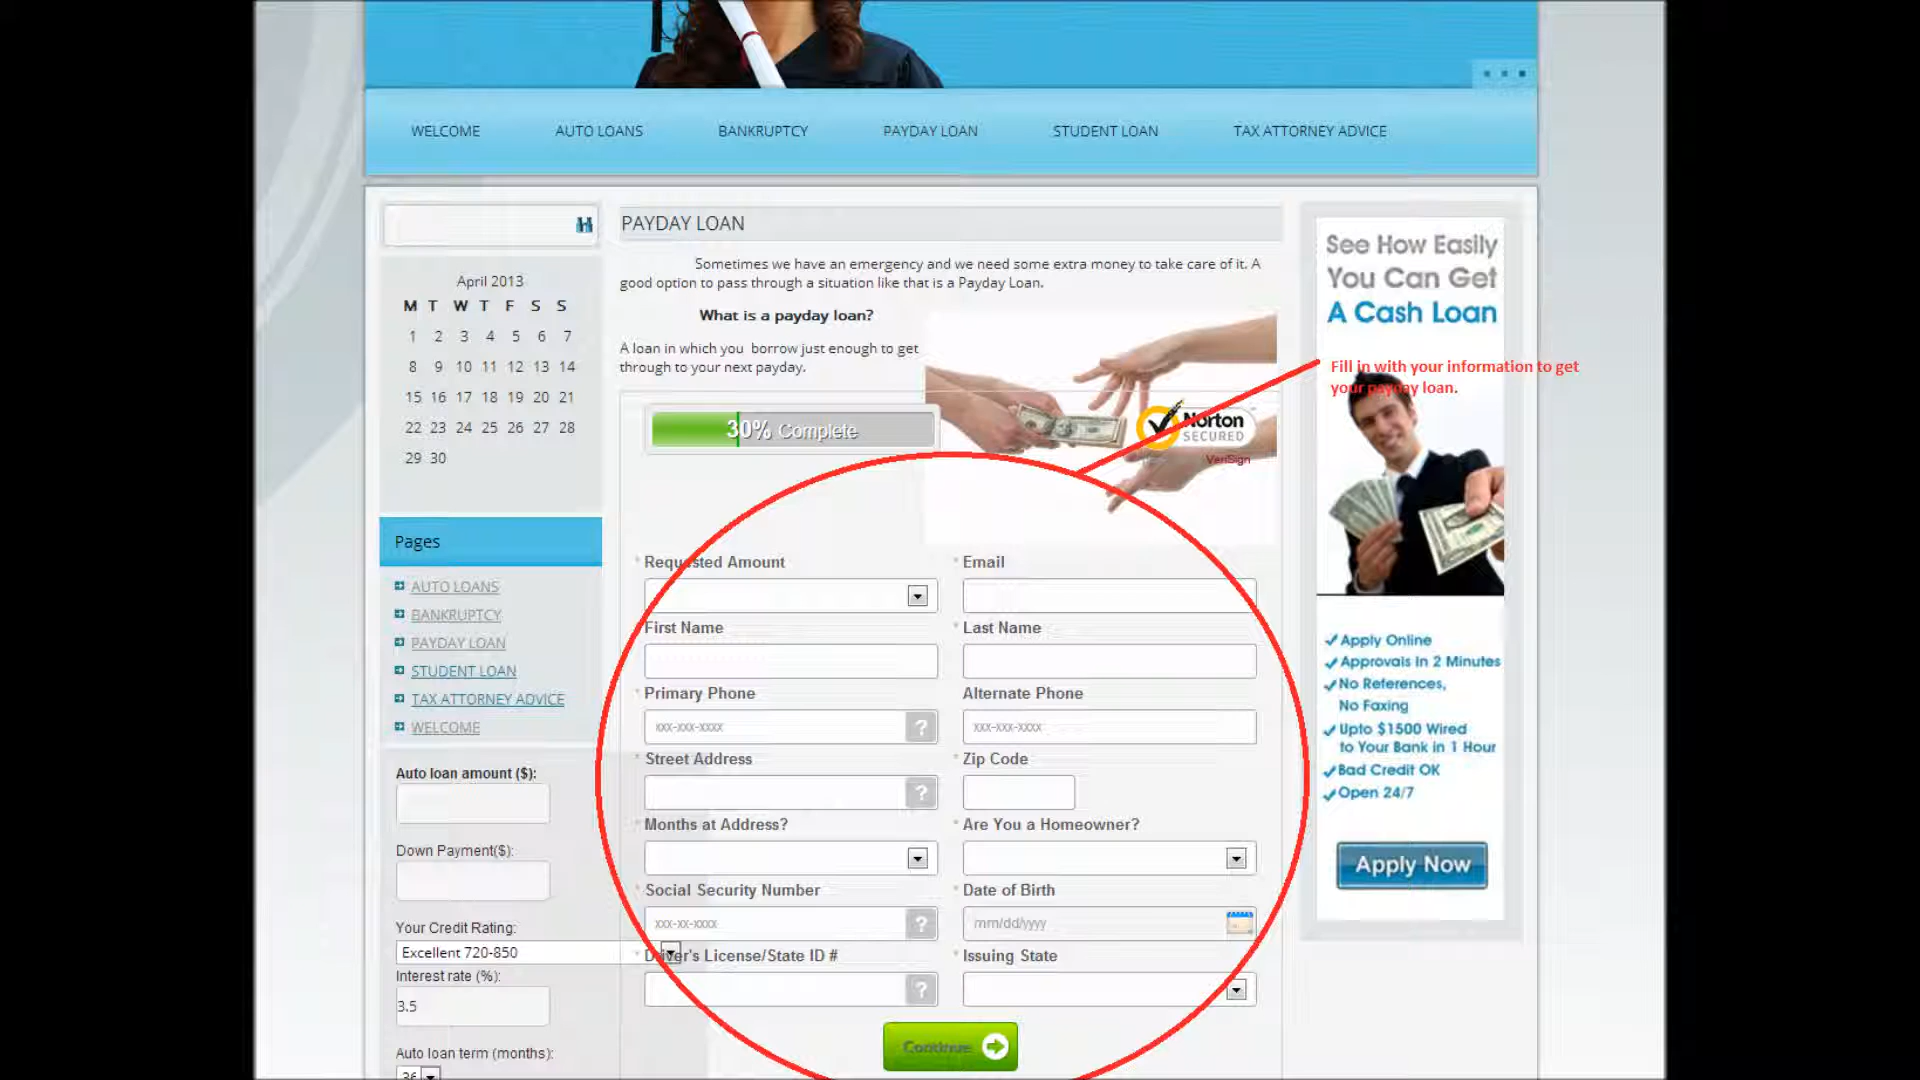 WELCOME
AUTO LOANS
BANKRUPTCY
PAYDAY LOAN
STUDENT LOAN
TAX ATTORNEY ADVICE
April 2013
M T W T F S S
1 2 3 4 5 6 7
8 9 10 11 12 13 14
15 16 17 18 19 20 21
22 23 24 25 26 27 28
29 30
Pages
AUTO LOANS
BANKRUPTCY
PAYDAY LOAN
STUDENT LOAN
TAX ATTORNEY ADVICE
WELCOME
Auto loan amount ($):
Down Payment($):
Your Credit Rating:
Excellent 720-850
Interest rate (%):
3.5
Auto loan term (months):
36
PAYDAY LOAN
Sometimes we have an emergency and we need some extra money to take care of it. A
good option to pass through a situation like that is a Payday Loan.
What is a payday loan?
A loan in which you borrow just enough to get
through to your next payday.
30% Complete
Norton
SECURED
VeriSign
* Requested Amount
* Email
* First Name
* Last Name
* Primary Phone
Alternate Phone
xxx-xxx-xxxx
?
xxx-xxx-xxxx
* Street Address
* Zip Code
?
* Months at Address?
* Are You a Homeowner?
* Social Security Number
* Date of Birth
xxx-xx-xxxx
?
mm/dd/yyyy
* Driver's License/State ID #
* Issuing State
?
Continue
See How Easily
You Can Get
A Cash Loan
Fill in with your information to get
your payday loan.
Apply Online
Approvals In 2 Minutes
No References,
No Faxing
Upto $1500 Wired
to Your Bank in 1 Hour
Bad Credit OK
Open 24/7
Apply Now